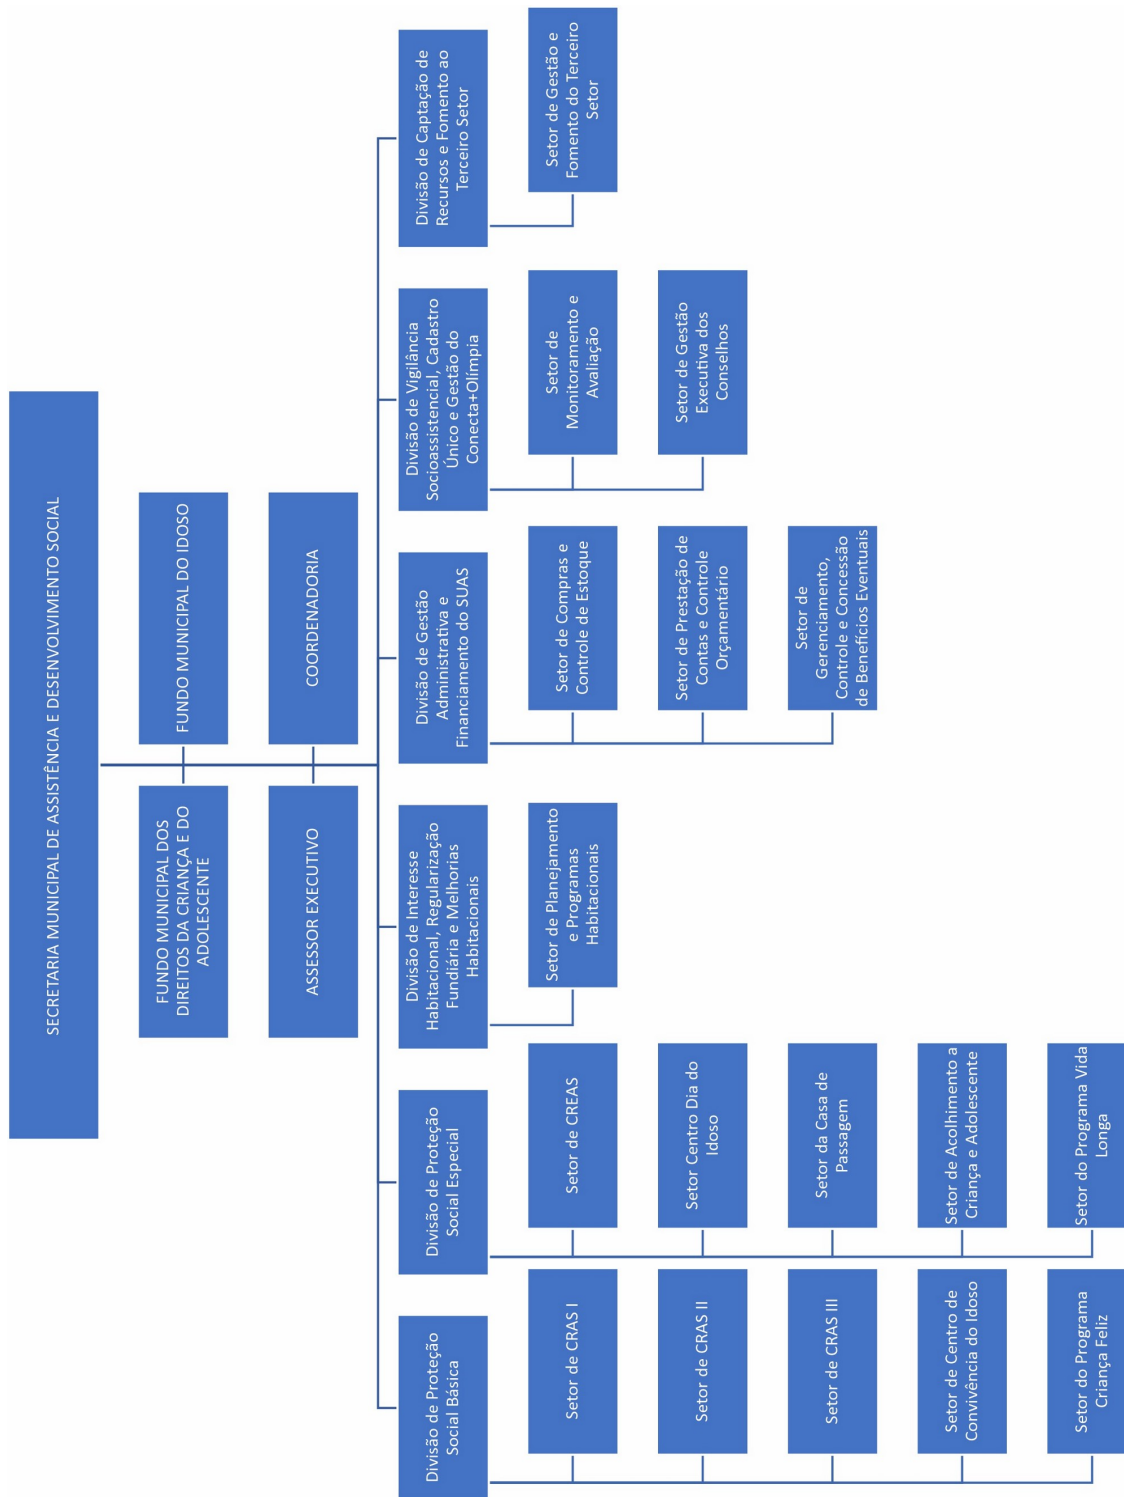 SECRETARIA MUNICIPAL DE ASSISTÊNCIA E DESENVOLVIMENTO SOCIAL
FUNDO MUNICIPAL DOS
DIREITOS DA CRIANÇA E DO
ADOLESCENTE
FUNDO MUNICIPAL DO IDOSO
ASSESSOR EXECUTIVO
COORDENADORIA
Divisão de Proteção
Social Básica
Setor de CRAS I
Setor de CRAS II
Setor de CRAS III
Setor de Centro de
Convivência do Idoso
Setor do Programa
Criança Feliz
Divisão de Proteção
Social Especial
Setor de CREAS
Setor Centro Dia do
Idoso
Setor da Casa de
Passagem
Setor de Acolhimento a
Criança e Adolescente
Setor do Programa Vida
Longa
Divisão de Interesse
Habitacional, Regularização
Fundiária e Melhorias
Habitacionais
Setor de Planejamento
e Programas
Habitacionais
Divisão de Gestão
Administrativa e
Financiamento do SUAS
Setor de Compras e
Controle de Estoque
Setor de Prestação de
Contas e Controle
Orçamentário
Setor de
Gerenciamento,
Controle e Concessão
de Benefícios Eventuais
Divisão de Vigilância
Socioassistencial, Cadastro
Único e Gestão do
Conecta+Olímpia
Setor de
Monitoramento e
Avaliação
Setor de Gestão
Executiva dos
Conselhos
Divisão de Captação de
Recursos e Fomento ao
Terceiro Setor
Setor de Gestão e
Fomento do Terceiro
Setor